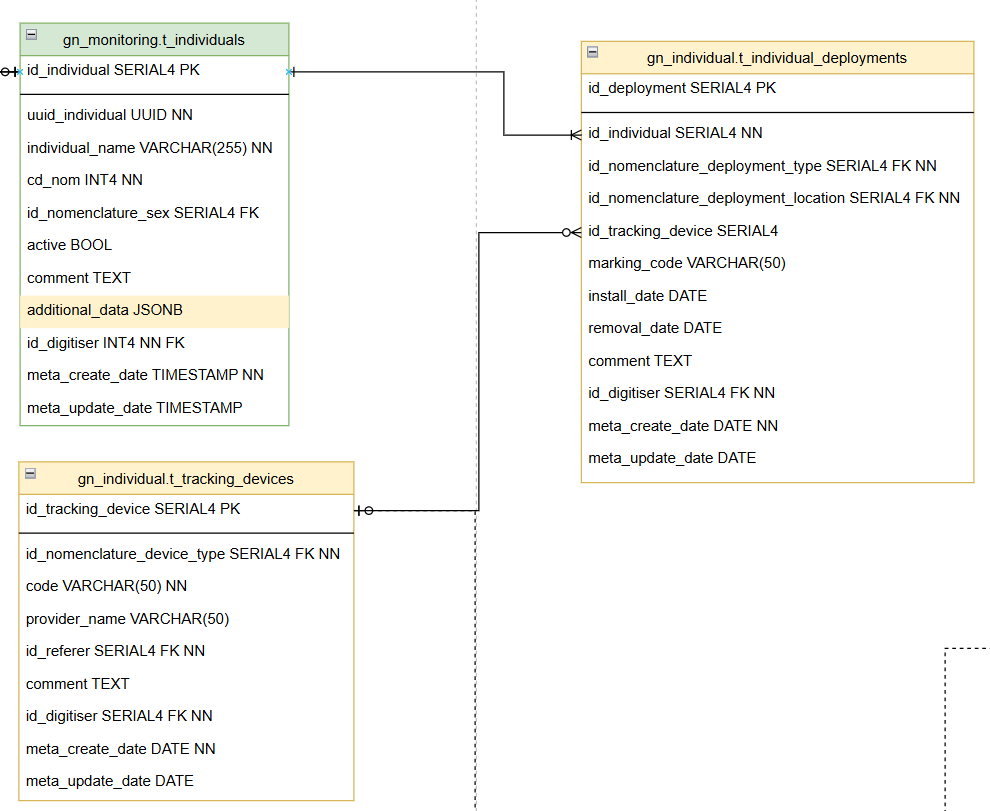 gn_monitoring.t_individuals
id_individual SERIAL4 PK
uuid_individual UUID NN
individual_name VARCHAR(255) NN
cd_nom INT4 NN
id_nomenclature_sex SERIAL4 FK
active BOOL
comment TEXT
additional_data JSONB
id_digitiser INT4 NN FK
meta_create_date TIMESTAMP NN
meta_update_date TIMESTAMP
gn_individual.t_tracking_devices
id_tracking_device SERIAL4 PK
id_nomenclature_device_type SERIAL4 FK NN
code VARCHAR(50) NN
provider_name VARCHAR(50)
id_referer SERIAL4 FK NN
comment TEXT
id_digitiser SERIAL4 FK NN
meta_create_date DATE NN
meta_update_date DATE
gn_individual.t_individual_deployments
id_deployment SERIAL4 PK
id_individual SERIAL4 NN
id_nomenclature_deployment_type SERIAL4 FK NN
id_nomenclature_deployment_location SERIAL4 FK NN
id_tracking_device SERIAL4
marking_code VARCHAR(50)
install_date DATE
removal_date DATE
comment TEXT
id_digitiser SERIAL4 FK NN
meta_create_date DATE NN
meta_update_date DATE